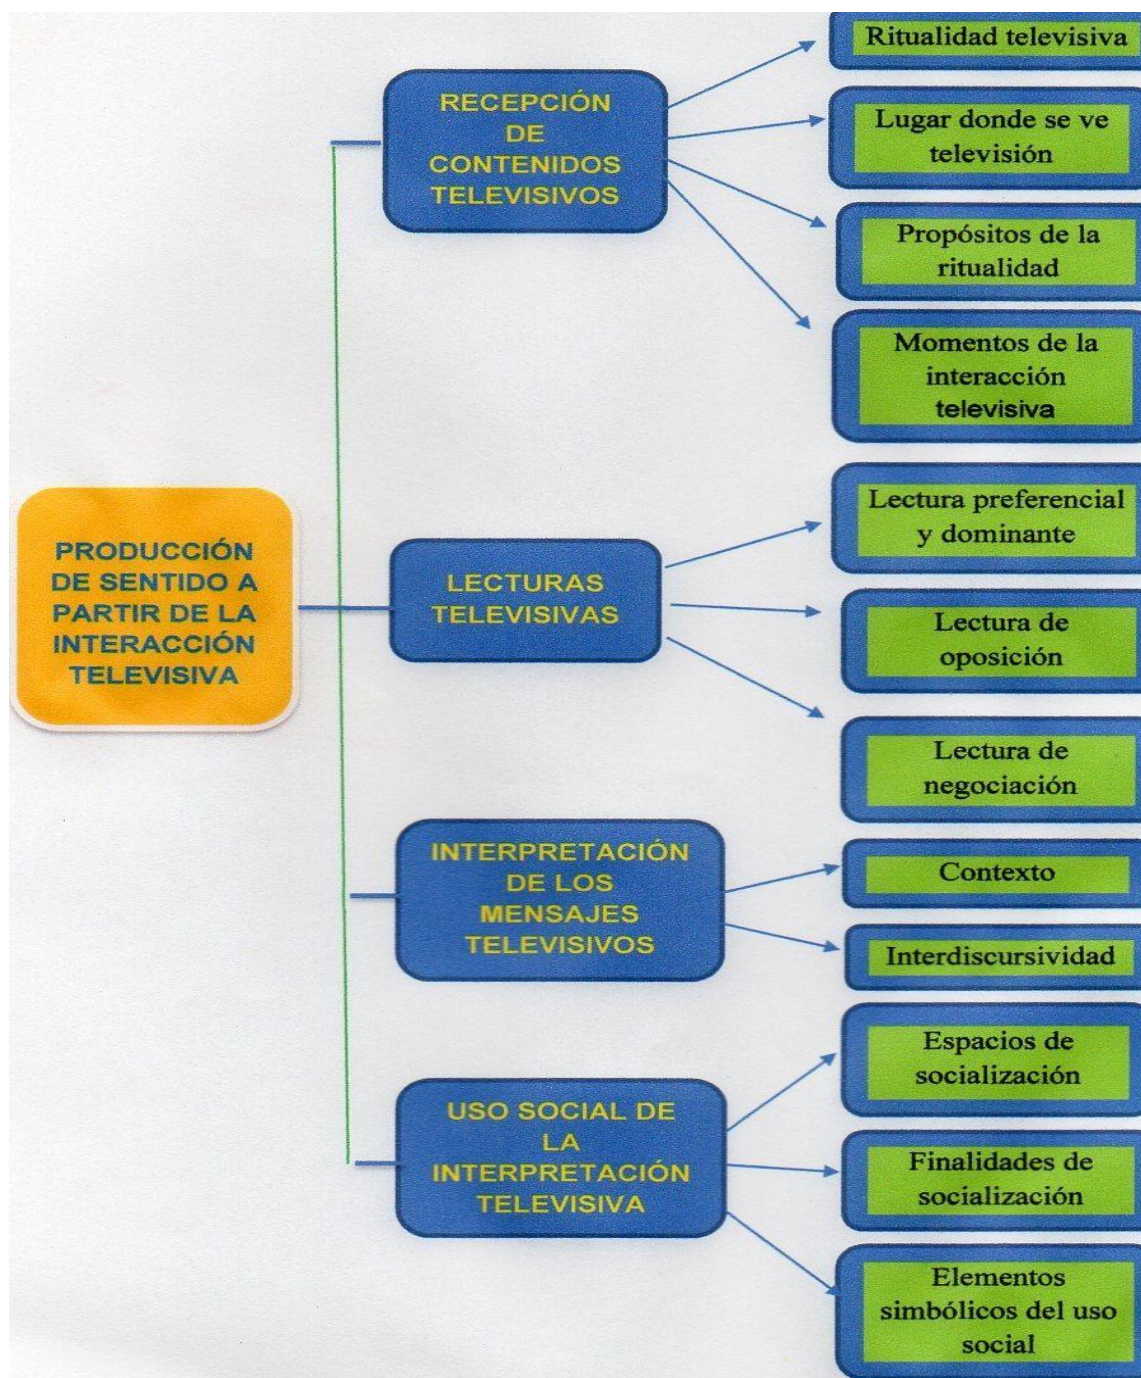 PRODUCCIÓN
DE SENTIDO A
PARTIR DE LA
INTERACCIÓN
TELEVISIVA
RECEPCIÓN
DE
CONTENIDOS
TELEVISIVOS
Ritualidad televisiva
Lugar donde se ve
televisión
Propósitos de la
ritualidad
Momentos de la
interacción
televisiva
LECTURAS
TELEVISIVAS
Lectura preferencial
y dominante
Lectura de
oposición
Lectura de
negociación
INTERPRETACIÓN
DE LOS
MENSAJES
TELEVISIVOS
Contexto
Interdiscursividad
USO SOCIAL DE
LA
INTERPRETACIÓN
TELEVISIVA
Espacios de
socialización
Finalidades de
socialización
Elementos
simbólicos del uso
social